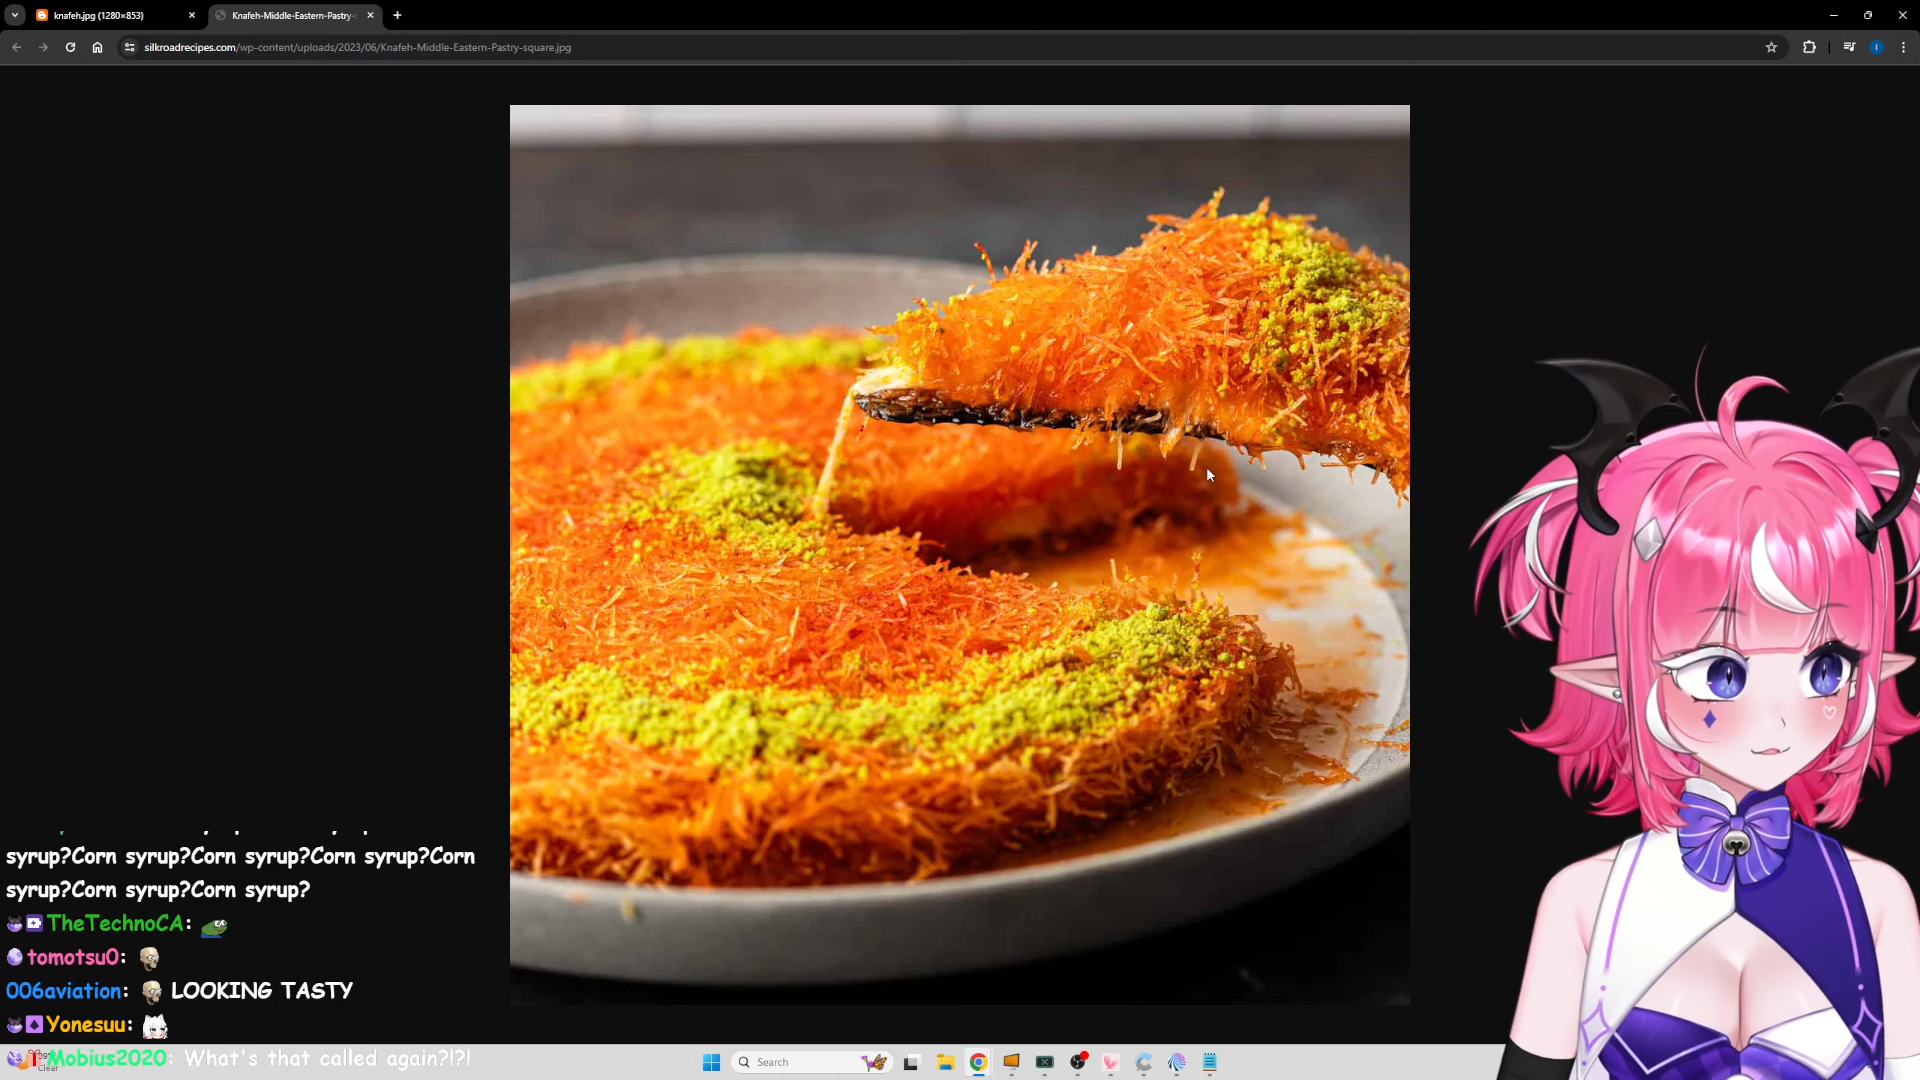 knafeh.jpg (1280×853)
Knafeh-Middle-Eastern-Pastry-
silkroadrecipes.com/wp-content/uploads/2023/06/Knafeh-Middle-Eastern-Pastry-square.jpg
syrup?Corn syrup?Corn syrup?Corn syrup?Corn
syrup?Corn syrup?Corn syrup?
TheTechnoCA:
tomotsu0:
006aviation: LOOKING TASTY
Yonesuu:
Mobius2020: What's that called again?!?!
Clear
Search